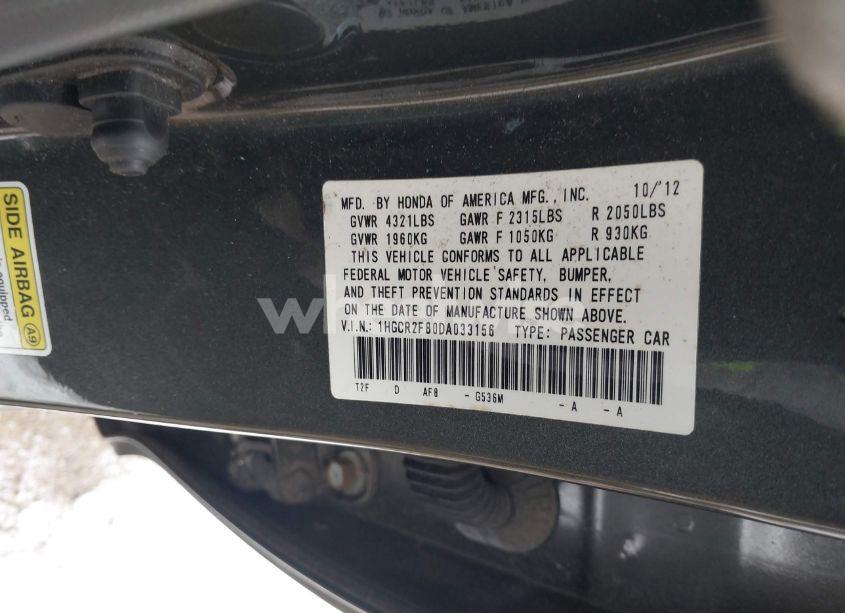 MFD. BY HONDA OF AMERICA MFG., INC. 10/'12
GVWR 4321LBS GAWR F 2315LBS R 2050LBS
GVWR 1960KG GAWR F 1050KG R 930KG
THIS VEHICLE CONFORMS TO ALL APPLICABLE
FEDERAL MOTOR VEHICLE SAFETY, BUMPER,
AND THEFT PREVENTION STANDARDS IN EFFECT
ON THE DATE OF MANUFACTURE SHOWN ABOVE.
V.I.N.: 1HGCR2F80DA033156 TYPE: PASSENGER CAR
T2F D AF8 - G536M - A - A
SIDE AIRBAG A9